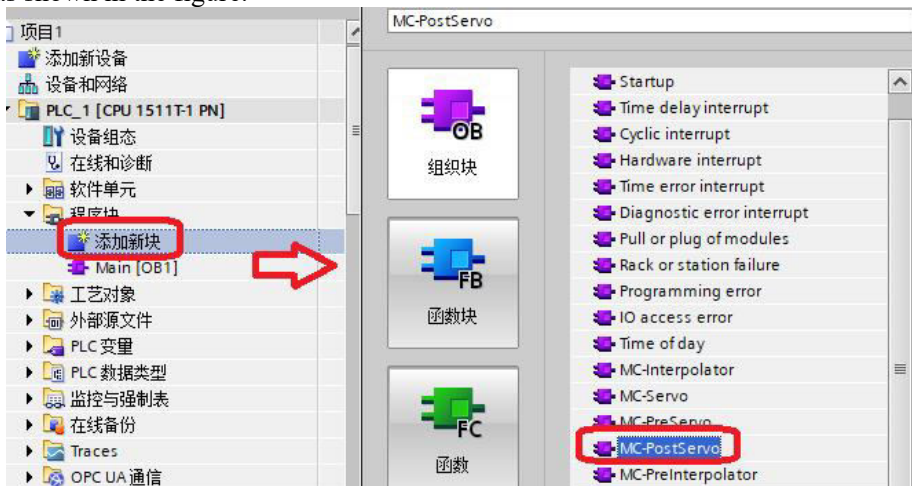 as shown in the figure.
项目1
添加新设备
设备和网络
PLC_1 [CPU 1511T-1 PN]
设备组态
在线和诊断
软件单元
程序块
添加新块
Main [OB1]
工艺对象
外部源文件
PLC 变量
PLC 数据类型
监控与强制表
在线备份
Traces
OPC UA 通信
MC-PostServo
OB
组织块
FB
函数块
FC
函数
Startup
Time delay interrupt
Cyclic interrupt
Hardware interrupt
Time error interrupt
Diagnostic error interrupt
Pull or plug of modules
Rack or station failure
Programming error
IO access error
Time of day
MC-Interpolator
MC-Servo
MC-PreServo
MC-PostServo
MC-PreInterpolator